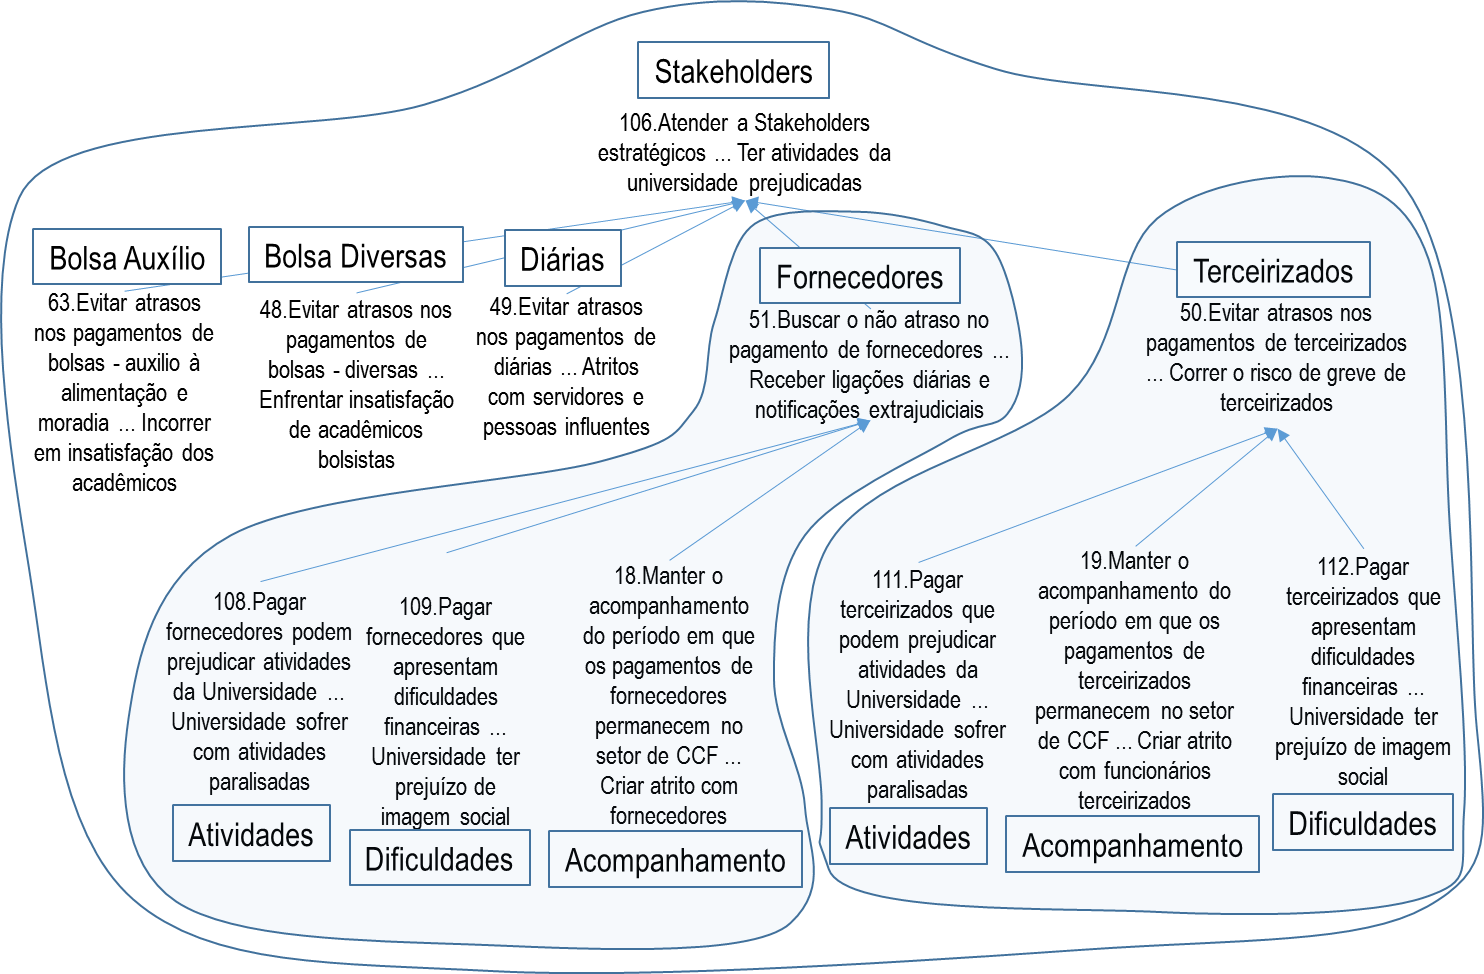 Stakeholders
106.Atender a Stakeholders
estratégicos ... Ter atividades da
universidade prejudicadas
Bolsa Auxílio
63.Evitar atrasos
nos pagamentos de
bolsas - auxilio à
alimentação e
moradia ... Incorrer
em insatisfação dos
acadêmicos
Bolsa Diversas
48.Evitar atrasos nos
pagamentos de
bolsas - diversas ...
Enfrentar insatisfação
de acadêmicos
bolsistas
Diárias
49.Evitar atrasos
nos pagamentos de
diárias ... Atritos
com servidores e
pessoas influentes
Fornecedores
51.Buscar o não atraso no
pagamento de fornecedores ...
Receber ligações diárias e
notificações extrajudiciais
Terceirizados
50.Evitar atrasos nos
pagamentos de terceirizados
... Correr o risco de greve de
terceirizados
108.Pagar
fornecedores podem
prejudicar atividades
da Universidade ...
Universidade sofrer
com atividades
paralisadas
Atividades
109.Pagar
fornecedores que
apresentam
dificuldades
financeiras ...
Universidade ter
prejuízo de
imagem social
Dificuldades
18.Manter o
acompanhamento
do período em que
os pagamentos de
fornecedores
permanecem no
setor de CCF ...
Criar atrito com
fornecedores
Acompanhamento
111.Pagar
terceirizados que
podem prejudicar
atividades da
Universidade ...
Universidade sofrer
com atividades
paralisadas
Atividades
19.Manter o
acompanhamento do
período em que os
pagamentos de
terceirizados
permanecem no setor
de CCF ... Criar atrito
com funcionários
terceirizados
Acompanhamento
112.Pagar
terceirizados que
apresentam
dificuldades
financeiras ...
Universidade ter
prejuízo de imagem
social
Dificuldades